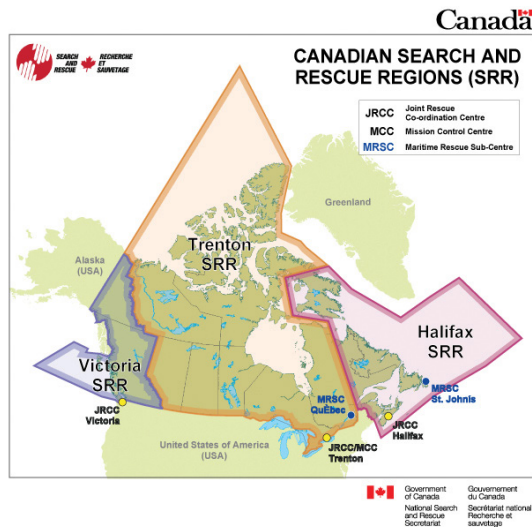 Canada
SEARCH
AND
RESCUE
RECHERCHE
ET
SAUVETAGE
CANADIAN SEARCH AND
RESCUE REGIONS (SRR)
JRCC Joint Rescue
Co-ordination Centre
MCC Mission Control Centre
MRSC Maritime Rescue Sub-Centre
Greenland
Alaska
(USA)
Trenton
SRR
Halifax
SRR
Victoria
SRR
MRSC
QuÉbec
MRSC
St. Johnis
JRCC
Victoria
JRCC
Halifax
JRCC/MCC
Trenton
United States of America
(USA)
Government
of Canada
Gouvernement
du Canada
National Search
and Rescue
Secretariat
Secrétariat national
Recherche et
sauvetage